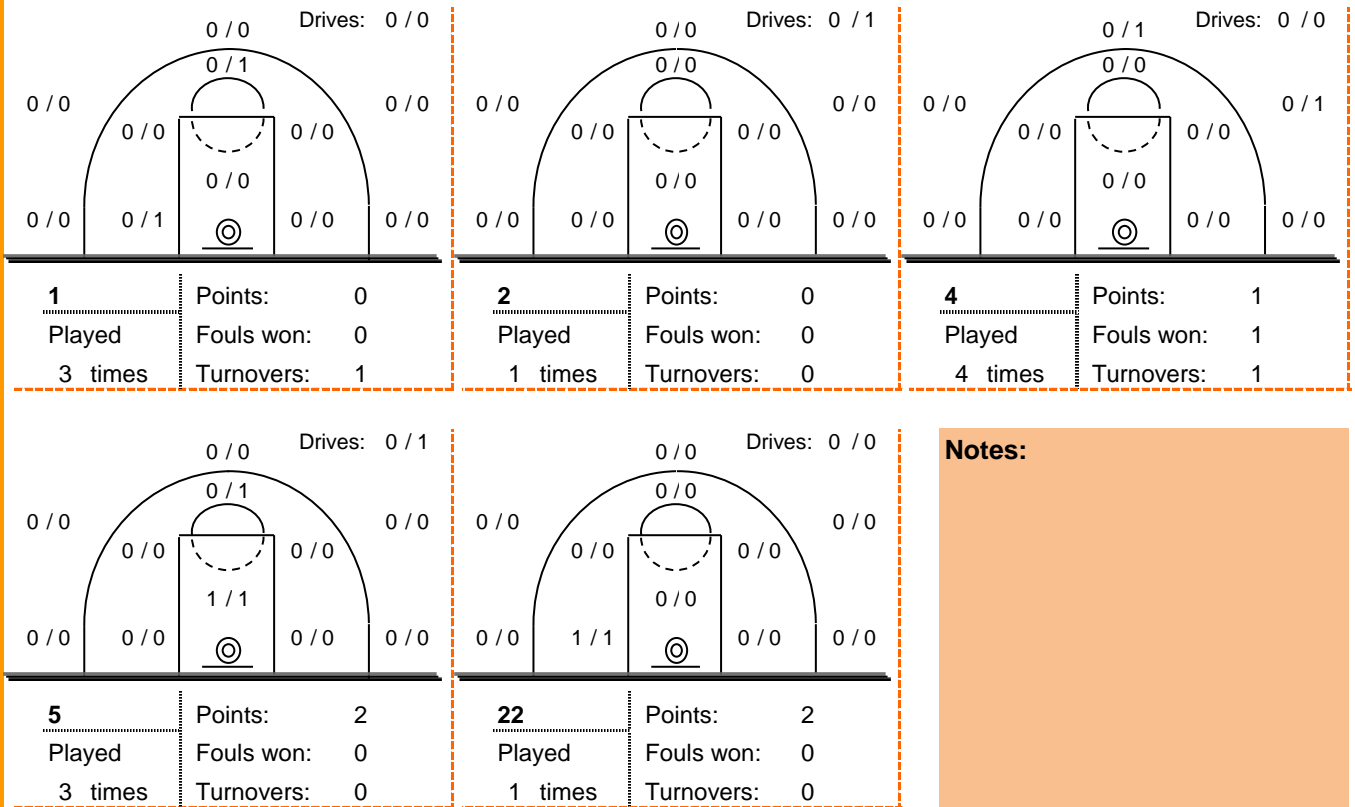 Drives: 0 / 0
0 / 0
0 / 1
0 / 0 0 / 0
0 / 0 0 / 0
0 / 0
0 / 0 0 / 1 0 / 0 0 / 0
1 Points: 0
Played Fouls won: 0
3 times Turnovers: 1
Drives: 0 / 1
0 / 0
0 / 0
0 / 0 0 / 0
0 / 0 0 / 0
0 / 0
0 / 0 0 / 0 0 / 0 0 / 0
2 Points: 0
Played Fouls won: 0
1 times Turnovers: 0
Drives: 0 / 0
0 / 1
0 / 0
0 / 0 0 / 1
0 / 0 0 / 0
0 / 0
0 / 0 0 / 0 0 / 0 0 / 0
4 Points: 1
Played Fouls won: 1
4 times Turnovers: 1
Drives: 0 / 1
0 / 0
0 / 1
0 / 0 0 / 0
0 / 0 0 / 0
1 / 1
0 / 0 0 / 0 0 / 0 0 / 0
5 Points: 2
Played Fouls won: 0
3 times Turnovers: 0
Drives: 0 / 0
0 / 0
0 / 0
0 / 0 0 / 0
0 / 0 0 / 0
0 / 0
0 / 0 1 / 1 0 / 0 0 / 0
22 Points: 2
Played Fouls won: 0
1 times Turnovers: 0
Notes: